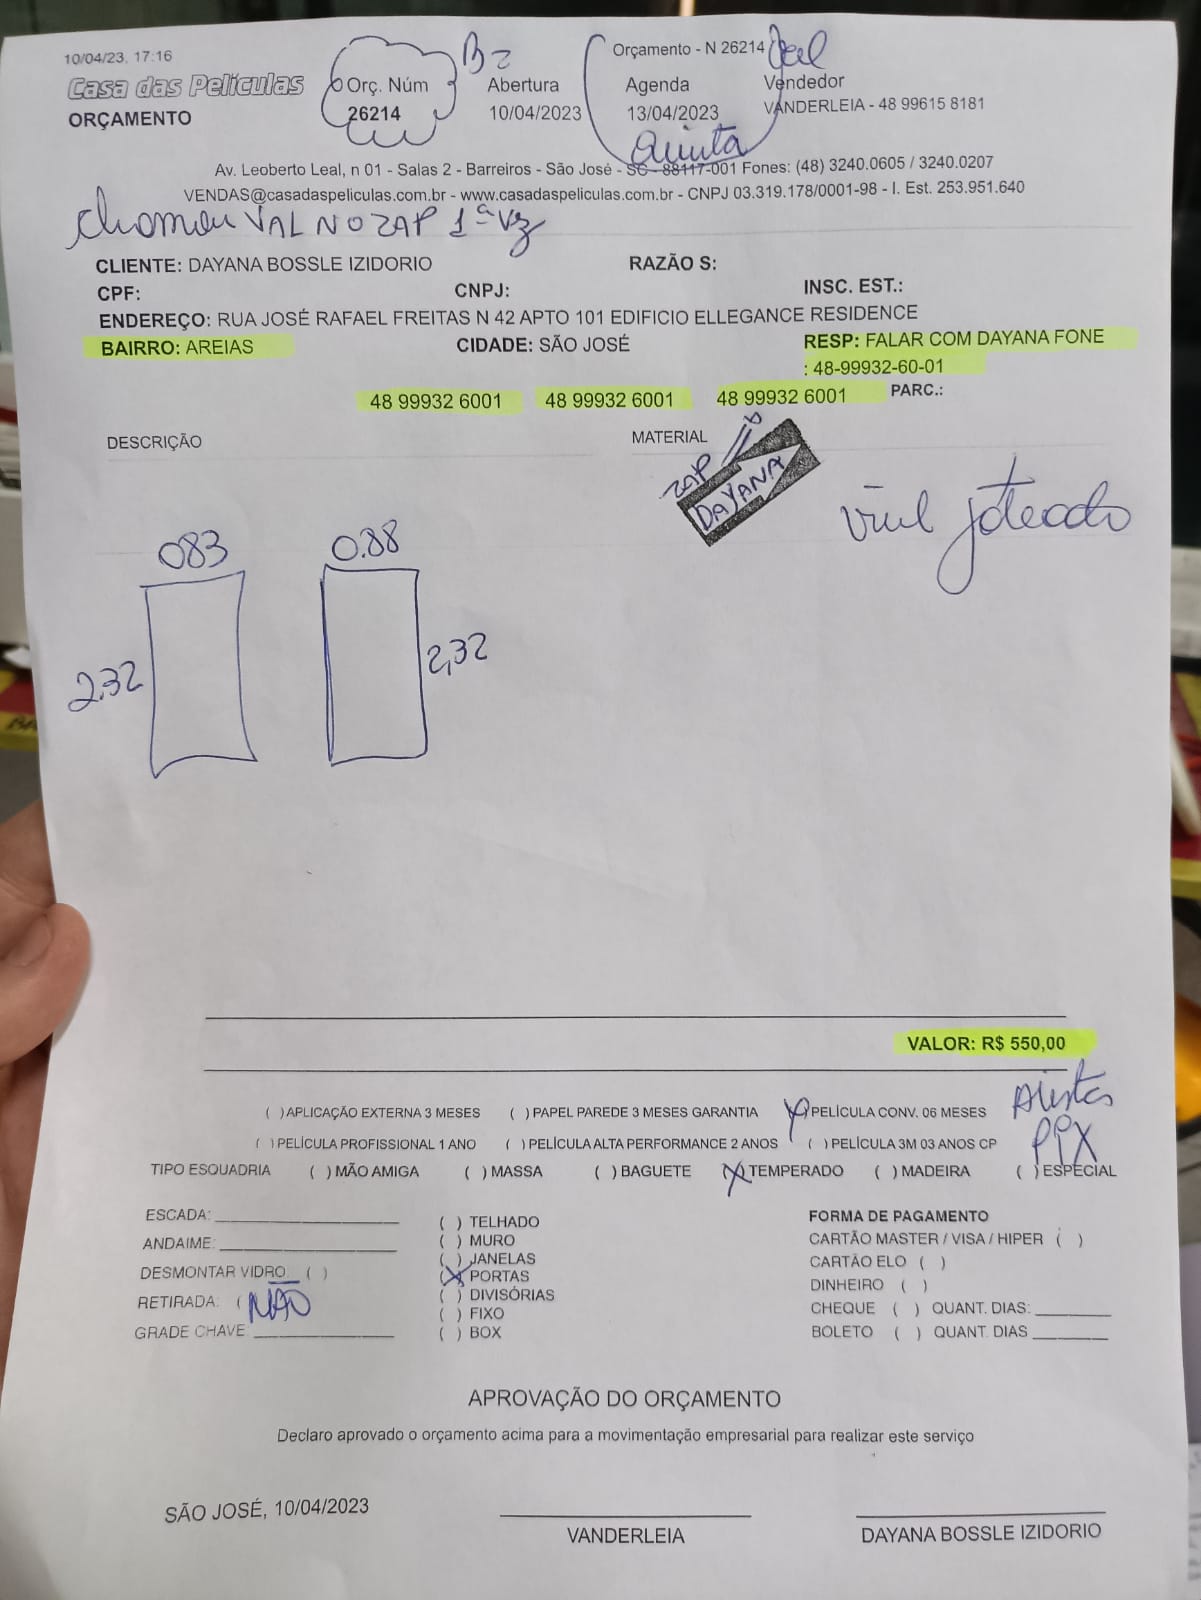 10/04/23, 17:16
Orçamento - N 26214
Casa das Películas
ORÇAMENTO
Orç. Núm
26214
Abertura
10/04/2023
Agenda
13/04/2023
Quinta
Vendedor
VANDERLEIA - 48 99615 8181
Av. Leoberto Leal, n 01 - Salas 2 - Barreiros - São José - SC - 88117-001 Fones: (48) 3240.0605 / 3240.0207
VENDAS@casadaspeliculas.com.br - www.casadaspeliculas.com.br - CNPJ 03.319.178/0001-98 - I. Est. 253.951.640
chamou VAL NO ZAP 1ª vz
CLIENTE: DAYANA BOSSLE IZIDORIO RAZÃO S:
CPF: CNPJ: INSC. EST.:
ENDEREÇO: RUA JOSÉ RAFAEL FREITAS N 42 APTO 101 EDIFICIO ELLEGANCE RESIDENCE
BAIRRO: AREIAS CIDADE: SÃO JOSÉ RESP: FALAR COM DAYANA FONE
: 48-99932-60-01
48 99932 6001 48 99932 6001 48 99932 6001 PARC.:
DESCRIÇÃO MATERIAL
ZAP
DAYANA
vinil jateado
083 0.88
2.32 2,32
VALOR: R$ 550,00
PIX
( ) APLICAÇÃO EXTERNA 3 MESES ( ) PAPEL PAREDE 3 MESES GARANTIA (X) PELÍCULA CONV. 06 MESES
( ) PELÍCULA PROFISSIONAL 1 ANO ( ) PELÍCULA ALTA PERFORMANCE 2 ANOS ( ) PELÍCULA 3M 03 ANOS CP
TIPO ESQUADRIA ( ) MÃO AMIGA ( ) MASSA ( ) BAGUETE (X) TEMPERADO ( ) MADEIRA ( ) ESPECIAL
ESCADA:
ANDAIME:
DESMONTAR VIDRO ( )
RETIRADA: ( NÃO
GRADE CHAVE:
( ) TELHADO
( ) MURO
( ) JANELAS
(X) PORTAS
( ) DIVISÓRIAS
( ) FIXO
( ) BOX
FORMA DE PAGAMENTO
CARTÃO MASTER / VISA / HIPER ( )
CARTÃO ELO ( )
DINHEIRO ( )
CHEQUE ( ) QUANT. DIAS:
BOLETO ( ) QUANT. DIAS
APROVAÇÃO DO ORÇAMENTO
Declaro aprovado o orçamento acima para a movimentação empresarial para realizar este serviço
SÃO JOSÉ, 10/04/2023
VANDERLEIA DAYANA BOSSLE IZIDORIO